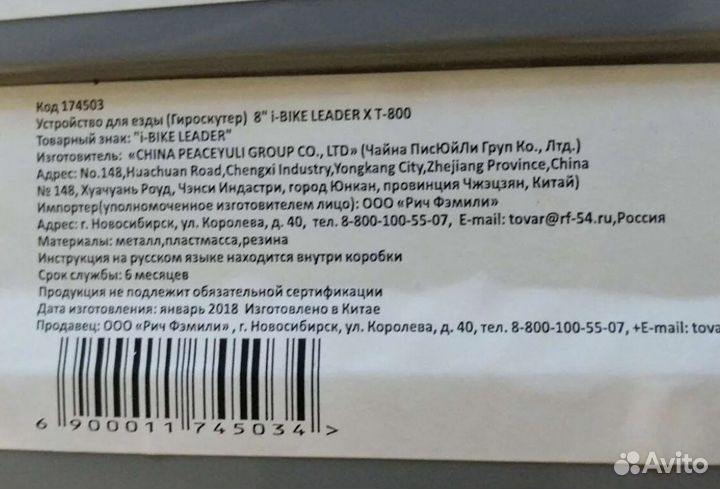 Код 174503
Устройство для езды (Гироскутер) 8" i-BIKE LEADER X T-800
Товарный знак: "i-BIKE LEADER"
Изготовитель: «CHINA PEACEYULI GROUP CO., LTD» (Чайна ПисЮйЛи Груп Ко., Лтд.)
Адрес: No.148,Huachuan Road,Chengxi Industry,Yongkang City,Zhejiang Province,China
№ 148, Хуачуань Роуд, Чэнси Индастри, город Юнкан, провинция Чжэцзян, Китай)
Импортер(уполномоченное изготовителем лицо): ООО «Рич Фэмили»
Адрес: г. Новосибирск, ул. Королева, д. 40, тел. 8-800-100-55-07, E-mail: tovar@rf-54.ru,Россия
Материалы: металл,пластмасса,резина
Инструкция на русском языке находится внутри коробки
Срок службы: 6 месяцев
Продукция не подлежит обязательной сертификации
Дата изготовления: январь 2018 Изготовлено в Китае
Продавец: ООО «Рич Фэмили» , г. Новосибирск, ул. Королева, д. 40, тел. 8-800-100-55-07, +E-mail: tova
6 900011 745034 >
Avito